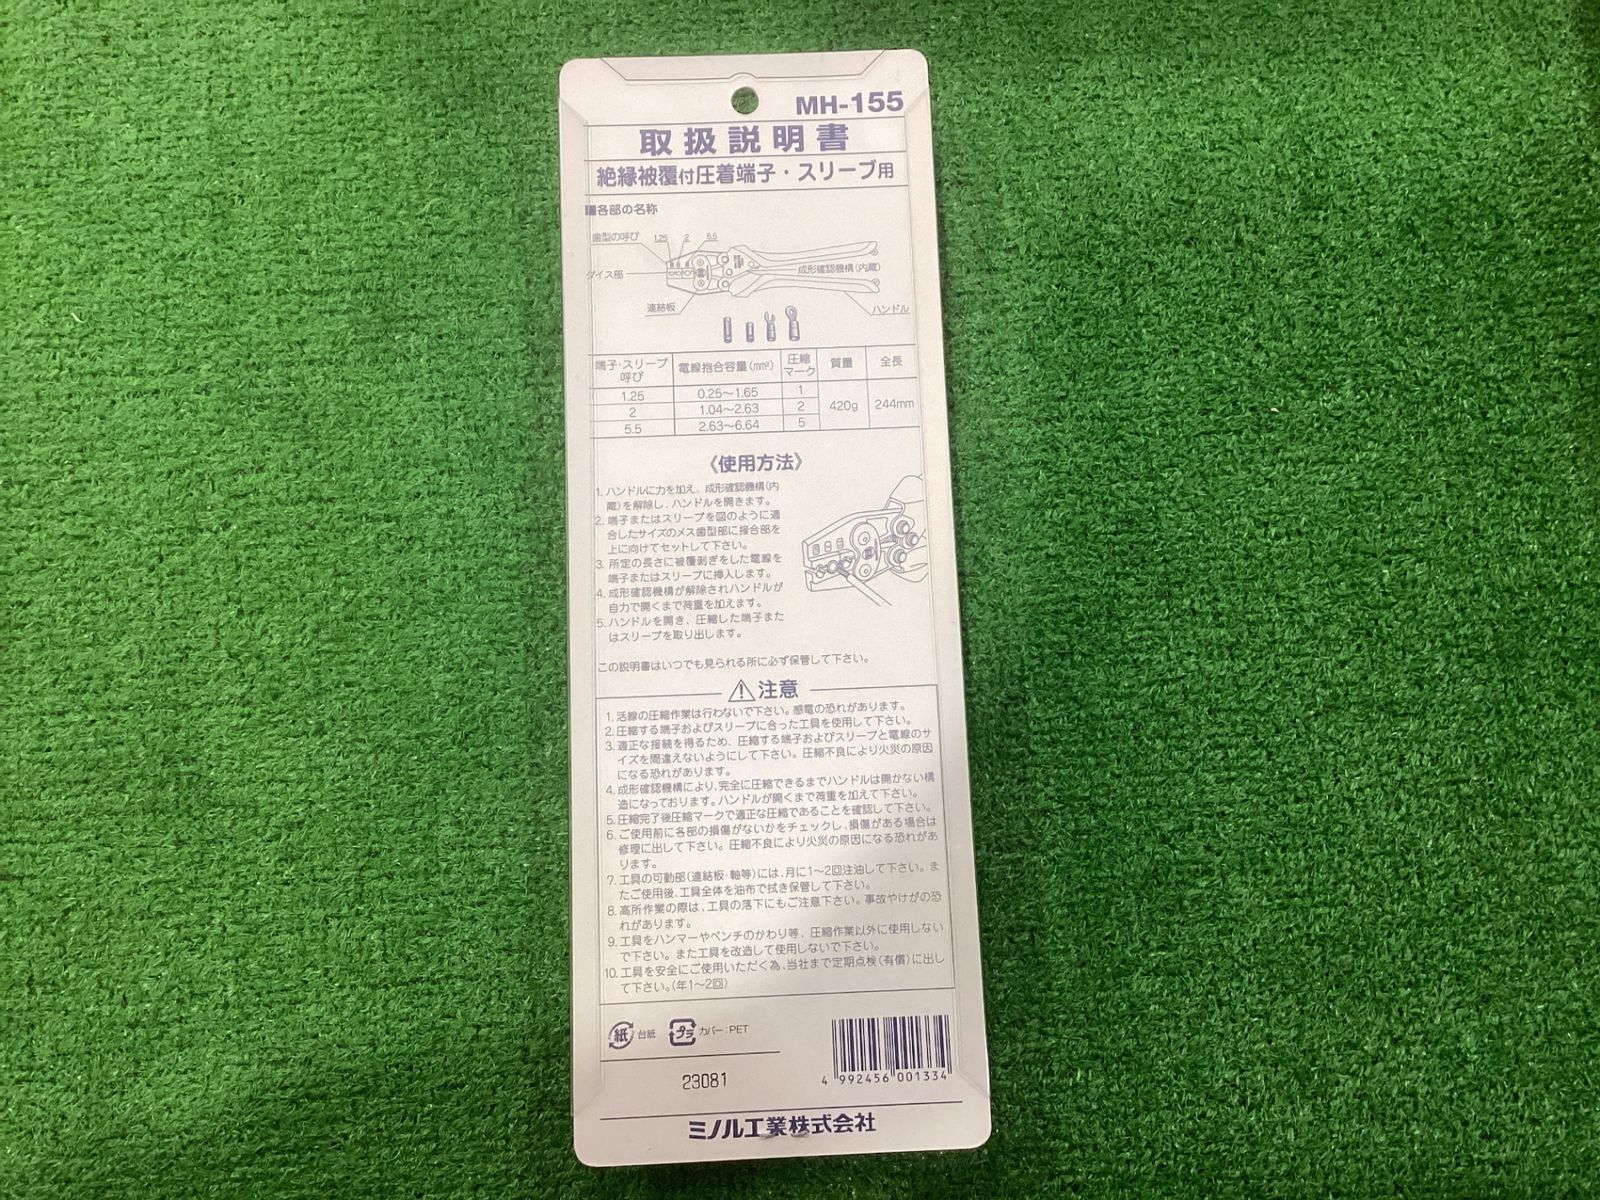 MH-155
取扱説明書
絶縁被覆付圧着端子・スリーブ用
■各部の名称
歯型の呼び 1.25 2 5.5
ダイス部
成形確認機構(内蔵)
連結板
ハンドル
端子・スリーブ呼び 電線抱合容量(mm²) 圧縮マーク 質量 全長
1.25 0.25〜1.65 1
2 1.04〜2.63 2 420g 244mm
5.5 2.63〜6.64 5
《使用方法》
1. ハンドルに力を加え、成形確認機構(内
蔵)を解除し、ハンドルを開きます。
2. 端子またはスリーブを図のように適
合したサイズのメス歯型部に接合部を
上に向けてセットして下さい。
3. 所定の長さに被覆剥ぎをした電線を
端子またはスリーブに挿入します。
4. 成形確認機構が解除されハンドルが
自力で開くまで荷重を加えます。
5. ハンドルを開き、圧縮した端子また
はスリーブを取り出します。
この説明書はいつでも見られる所に必ず保管して下さい。
注意
1. 活線の圧縮作業は行わないで下さい。感電の恐れがあります。
2. 圧縮する端子およびスリーブに合った工具を使用して下さい。
3. 適正な接続を得るため、圧縮する端子およびスリーブと電線のサ
イズを間違えないようにして下さい。圧縮不良により火災の原因
になる恐れがあります。
4. 成形確認機構により、完全に圧縮できるまでハンドルは開かない構
造になっております。ハンドルが開くまで荷重を加えて下さい。
5. 圧縮完了後圧縮マークで適正な圧縮であることを確認して下さい。
6. ご使用前に各部の損傷がないかをチェックし、損傷がある場合は
修理に出して下さい。圧縮不良により火災の原因になる恐れがあ
ります。
7. 工具の可動部(連結板・軸等)には、月に1〜2回注油して下さい。ま
たご使用後、工具全体を油布で拭き保管して下さい。
8. 高所作業の際は、工具の落下にもご注意下さい。事故やけがの恐
れがあります。
9. 工具をハンマーやペンチのかわり等、圧縮作業以外に使用しない
で下さい。また工具を改造して使用しないで下さい。
10. 工具を安全にご使用いただく為、当社まで定期点検(有償)に出し
て下さい。(年1〜2回)
紙 台紙 プラ カバー:PET
23081
4 992456 001334
ミノル工業株式会社